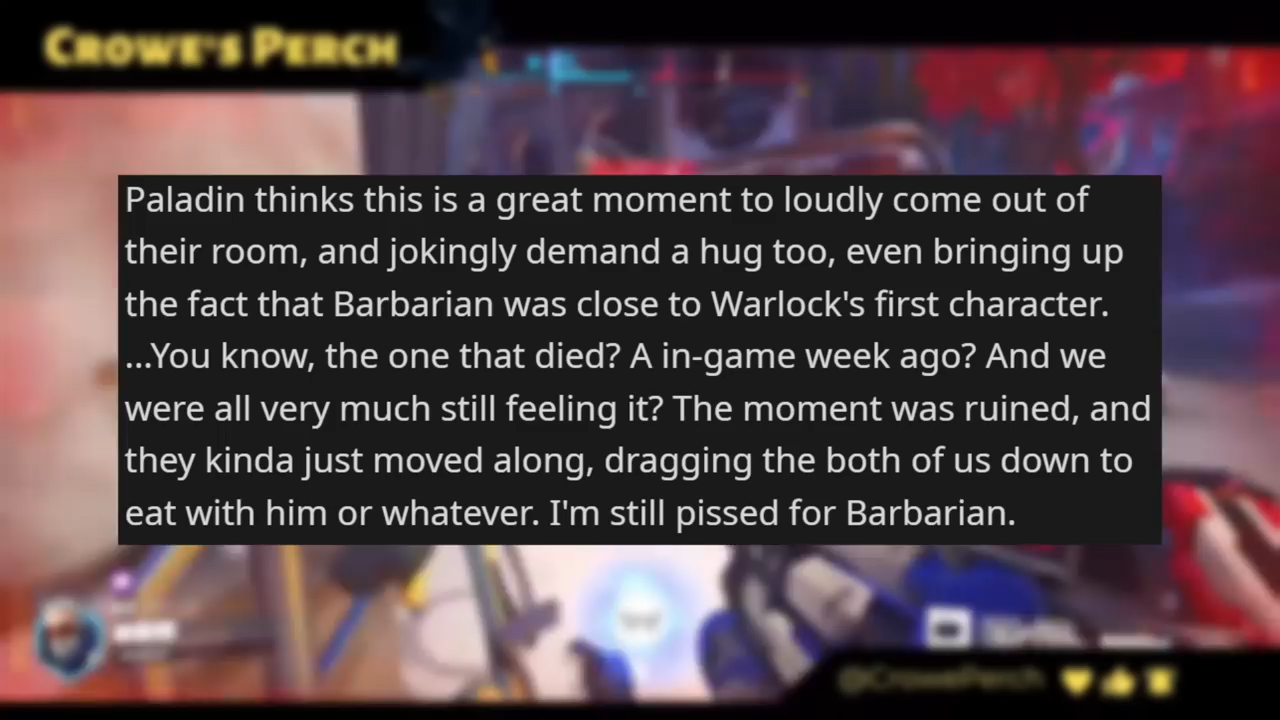 CROWE'S PERCH
Paladin thinks this is a great moment to loudly come out of
their room, and jokingly demand a hug too, even bringing up
the fact that Barbarian was close to Warlock's first character.
...You know, the one that died? A in-game week ago? And we
were all very much still feeling it? The moment was ruined, and
they kinda just moved along, dragging the both of us down to
eat with him or whatever. I'm still pissed for Barbarian.
@CrowePerch